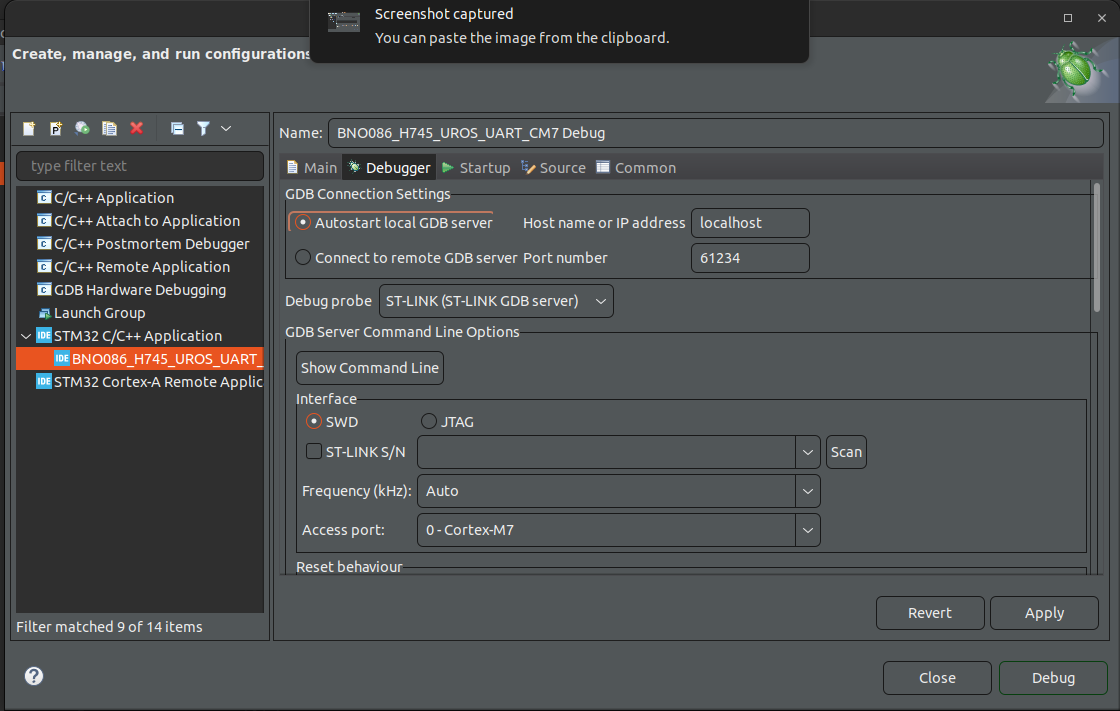 Screenshot captured
You can paste the image from the clipboard.
Create, manage, and run configurations
type filter text
C/C++ Application
C/C++ Attach to Application
C/C++ Postmortem Debugger
C/C++ Remote Application
GDB Hardware Debugging
Launch Group
IDE STM32 C/C++ Application
IDE BNO086_H745_UROS_UART_
IDE STM32 Cortex-A Remote Applic
Filter matched 9 of 14 items
Name: BNO086_H745_UROS_UART_CM7 Debug
Main Debugger Startup Source Common
GDB Connection Settings
Autostart local GDB server Host name or IP address localhost
Connect to remote GDB server Port number 61234
Debug probe ST-LINK (ST-LINK GDB server)
GDB Server Command Line Options
Show Command Line
Interface
SWD JTAG
ST-LINK S/N Scan
Frequency (kHz): Auto
Access port: 0 - Cortex-M7
Reset behaviour
Revert Apply
Close Debug